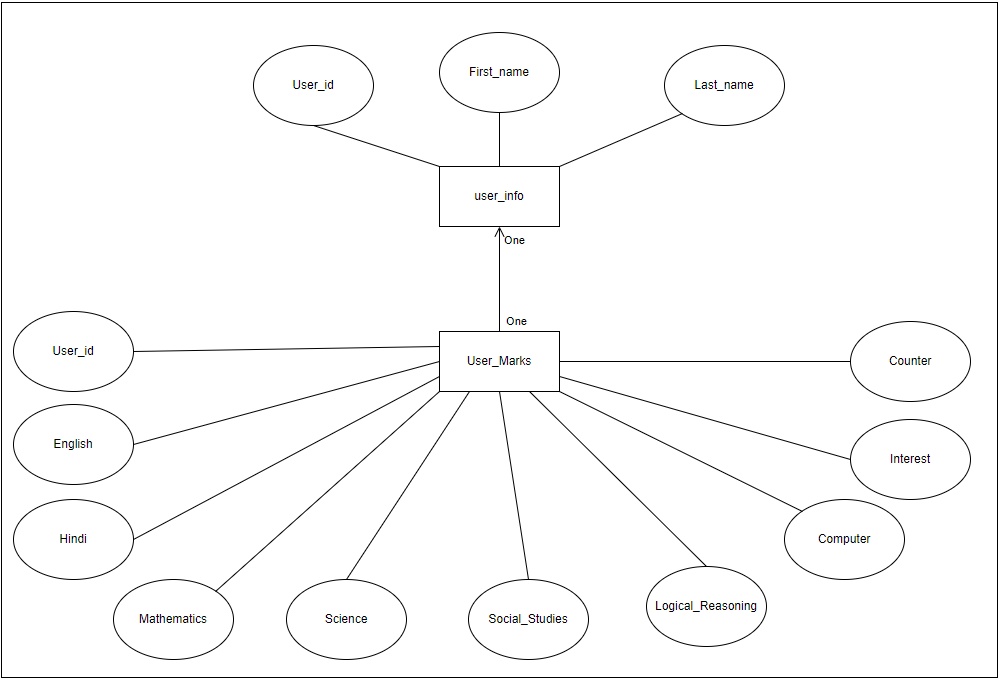 User_id
First_name
Last_name
user_info
One
One
User_id
User_Marks
Counter
English
Interest
Hindi
Computer
Mathematics
Science
Social_Studies
Logical_Reasoning